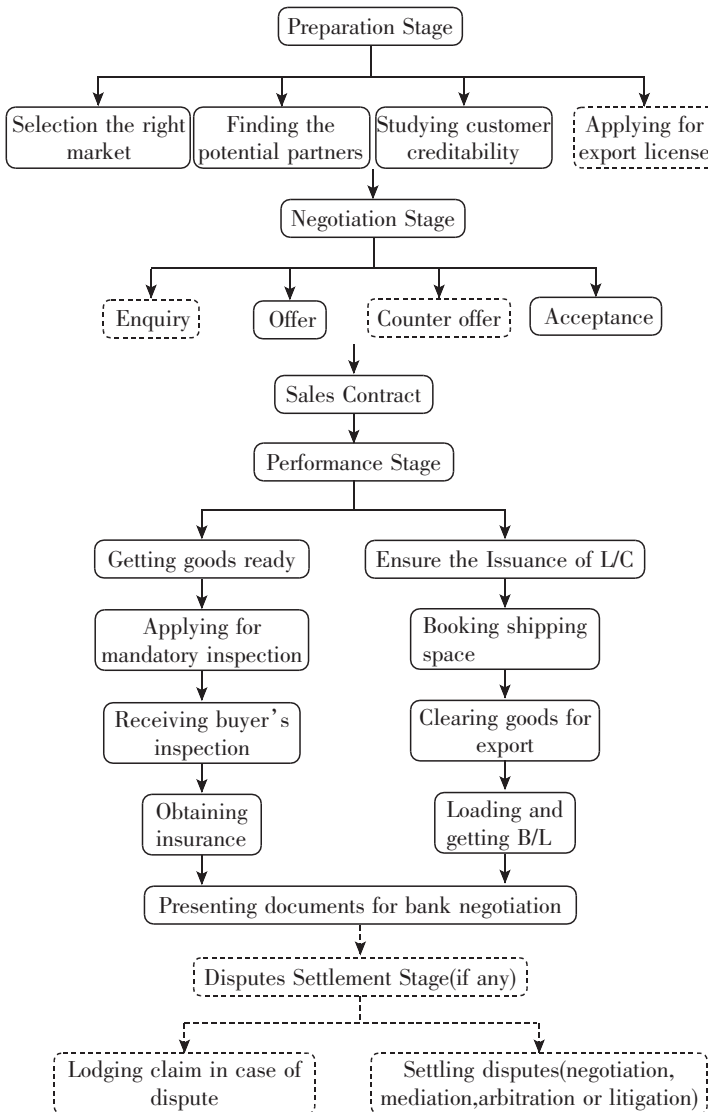 Preparation Stage
Selection the right
market
Finding the
potential partners
Studying customer
creditability
Applying for
export license
Negotiation Stage
Enquiry
Offer
Counter offer
Acceptance
Sales Contract
Performance Stage
Getting goods ready
Ensure the Issuance of L/C
Applying for
mandatory inspection
Booking shipping
space
Receiving buyer’s
inspection
Clearing goods for
export
Obtaining
insurance
Loading and
getting B/L
Presenting documents for bank negotiation
Disputes Settlement Stage(if any)
Lodging claim in case of
dispute
Settling disputes(negotiation,
mediation,arbitration or litigation)